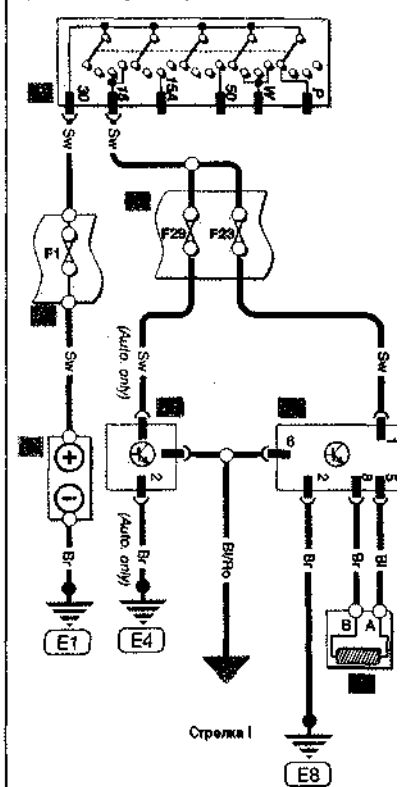 30
15
15A
50
W
P
Sw
Sw
F1
F29
F23
Sw
(Auto. only)
Sw
Sw
1
6
2
2
8
5
Br
(Auto. only)
Br
Bl/Ro
Br
Br
Bl
B
A
E1
E4
Стрелка I
E8